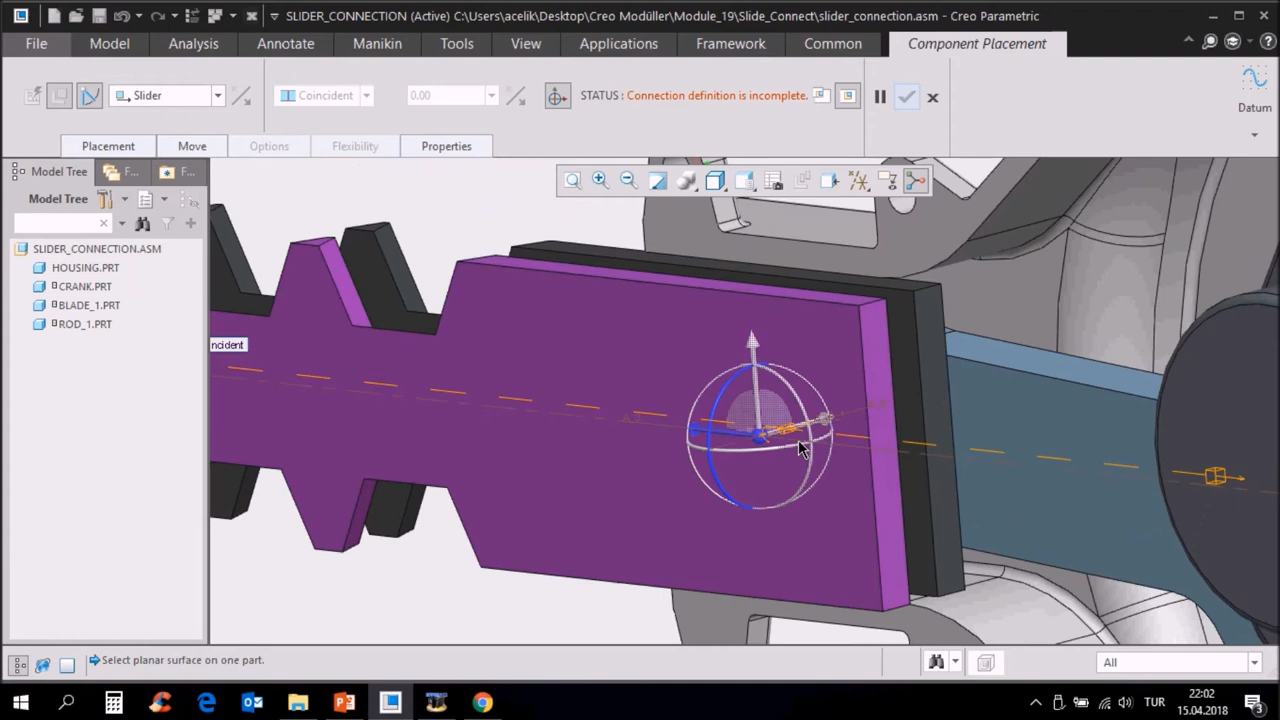 SLIDER_CONNECTION (Active) C:\Users\acelik\Desktop\Creo Modüller\Module_19\Slide_Connect\slider_connection.asm - Creo Parametric
File Model Analysis Annotate Manikin Tools View Applications Framework Common Component Placement
Slider Coincident 0.00 STATUS : Connection definition is incomplete.
Datum
Placement Move Options Flexibility Properties
Model Tree F... F...
Model Tree
SLIDER_CONNECTION.ASM
HOUSING.PRT
CRANK.PRT
BLADE_1.PRT
ROD_1.PRT
ncident
Select planar surface on one part.
All
TUR
22:02
15.04.2018
3